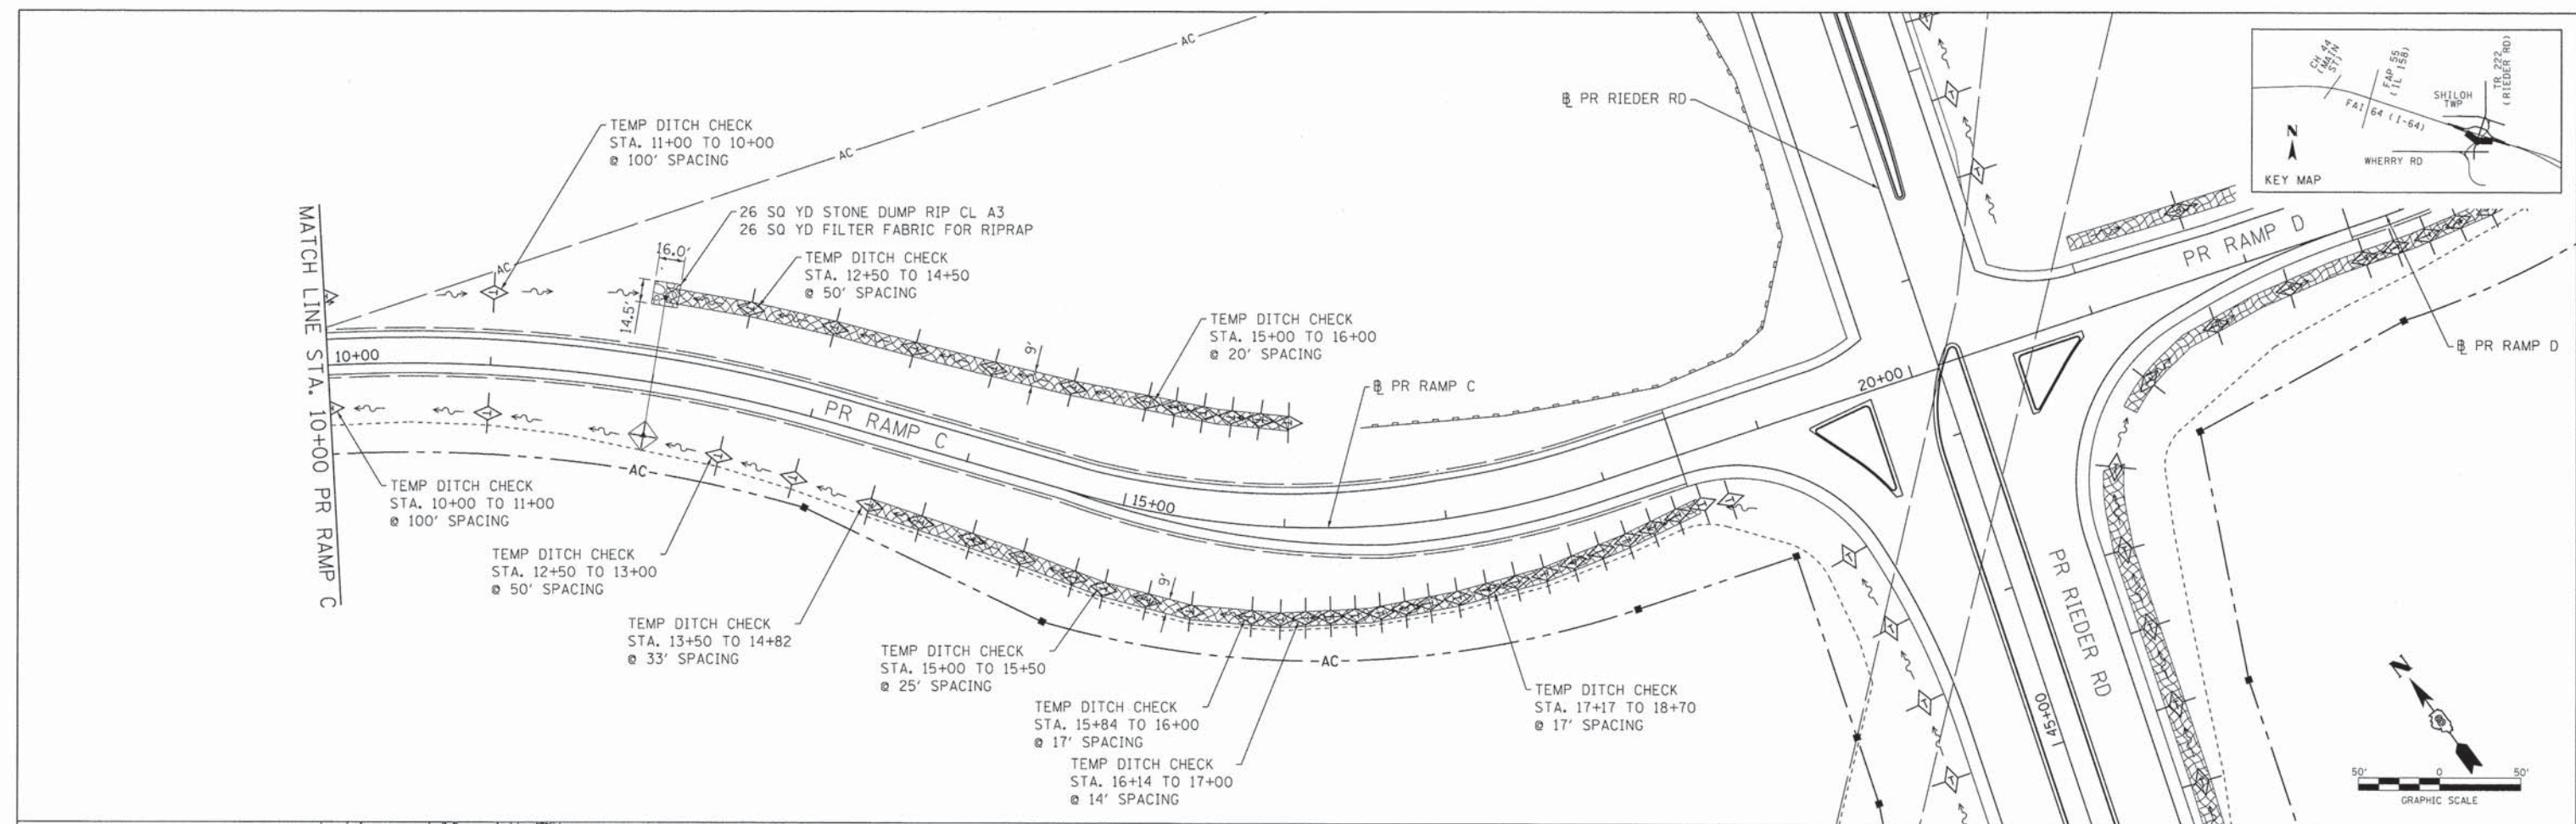 TEMP DITCH CHECK
STA. 11+00 TO 10+00
@ 100' SPACING
26 SQ YD STONE DUMP RIP CL A3
26 SQ YD FILTER FABRIC FOR RIPRAP
16.0'
14.5'
TEMP DITCH CHECK
STA. 12+50 TO 14+50
@ 50' SPACING
TEMP DITCH CHECK
STA. 15+00 TO 16+00
@ 20' SPACING
9'
AC
AC
AC
℄ PR RIEDER RD
℄ PR RAMP C
MATCH LINE STA. 10+00 PR RAMP C
10+00
PR RAMP C
15+00
20+00
AC
TEMP DITCH CHECK
STA. 10+00 TO 11+00
@ 100' SPACING
TEMP DITCH CHECK
STA. 12+50 TO 13+00
@ 50' SPACING
TEMP DITCH CHECK
STA. 13+50 TO 14+82
@ 33' SPACING
9'
TEMP DITCH CHECK
STA. 15+00 TO 15+50
@ 25' SPACING
TEMP DITCH CHECK
STA. 15+84 TO 16+00
@ 17' SPACING
TEMP DITCH CHECK
STA. 16+14 TO 17+00
@ 14' SPACING
AC
TEMP DITCH CHECK
STA. 17+17 TO 18+70
@ 17' SPACING
PR RIEDER RD
45+00
PR RAMP D
℄ PR RAMP D
CH 44
(MAIN
ST)
FAP 55
(IL 158)
TR 222
(RIEDER RD)
SHILOH
TWP
FAI 64 (I-64)
N
WHERRY RD
KEY MAP
N
50'
0
50'
GRAPHIC SCALE